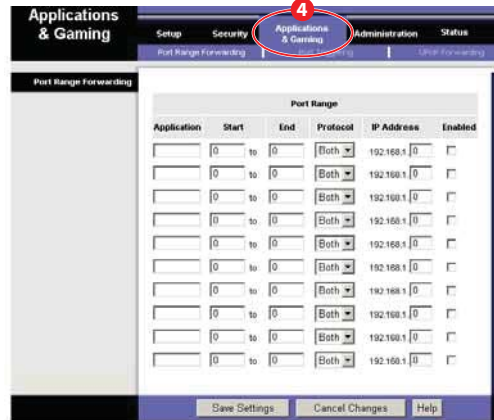 Applications
& Gaming
4
Setup Security Applications & Gaming Administration Status
Port Range Forwarding Port Triggering UPnP Forwarding
Port Range Forwarding
Port Range
Application Start End Protocol IP Address Enabled
0 to 0 Both 192.168.1. 0
0 to 0 Both 192.168.1. 0
0 to 0 Both 192.168.1. 0
0 to 0 Both 192.168.1. 0
0 to 0 Both 192.168.1. 0
0 to 0 Both 192.168.1. 0
0 to 0 Both 192.168.1. 0
0 to 0 Both 192.168.1. 0
0 to 0 Both 192.168.1. 0
0 to 0 Both 192.168.1. 0
Save Settings Cancel Changes Help